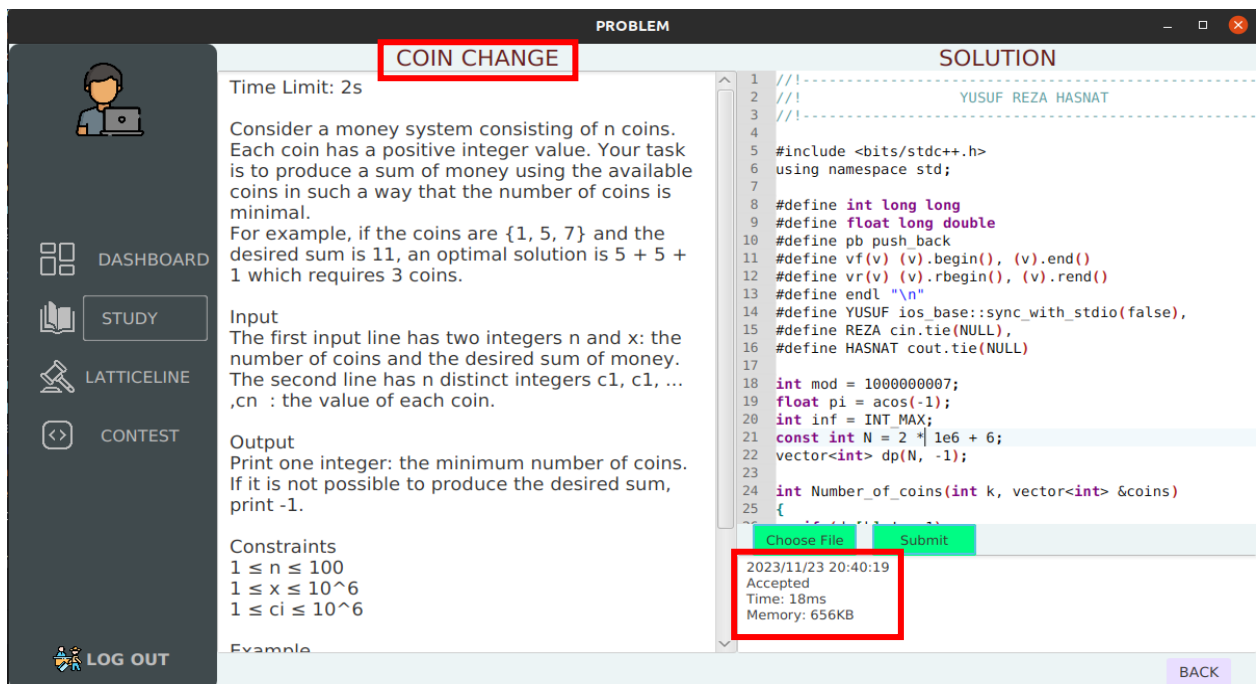 PROBLEM
DASHBOARD
STUDY
LATTICELINE
CONTEST
LOG OUT
COIN CHANGE
Time Limit: 2s
Consider a money system consisting of n coins.
Each coin has a positive integer value. Your task
is to produce a sum of money using the available
coins in such a way that the number of coins is
minimal.
For example, if the coins are {1, 5, 7} and the
desired sum is 11, an optimal solution is 5 + 5 +
1 which requires 3 coins.
Input
The first input line has two integers n and x: the
number of coins and the desired sum of money.
The second line has n distinct integers c1, c1, ...
,cn : the value of each coin.
Output
Print one integer: the minimum number of coins.
If it is not possible to produce the desired sum,
print -1.
Constraints
1 ≤ n ≤ 100
1 ≤ x ≤ 10^6
1 ≤ ci ≤ 10^6
Example
SOLUTION
1 //!------------------------------------------------------------
2 //! YUSUF REZA HASNAT
3 //!------------------------------------------------------------
4
5 #include <bits/stdc++.h>
6 using namespace std;
7
8 #define int long long
9 #define float long double
10 #define pb push_back
11 #define vf(v) (v).begin(), (v).end()
12 #define vr(v) (v).rbegin(), (v).rend()
13 #define endl "\n"
14 #define YUSUF ios_base::sync_with_stdio(false),
15 #define REZA cin.tie(NULL),
16 #define HASNAT cout.tie(NULL)
17
18 int mod = 1000000007;
19 float pi = acos(-1);
20 int inf = INT_MAX;
21 const int N = 2 * 1e6 + 6;
22 vector<int> dp(N, -1);
23
24 int Number_of_coins(int k, vector<int> &coins)
25 {
Choose File
Submit
2023/11/23 20:40:19
Accepted
Time: 18ms
Memory: 656KB
BACK